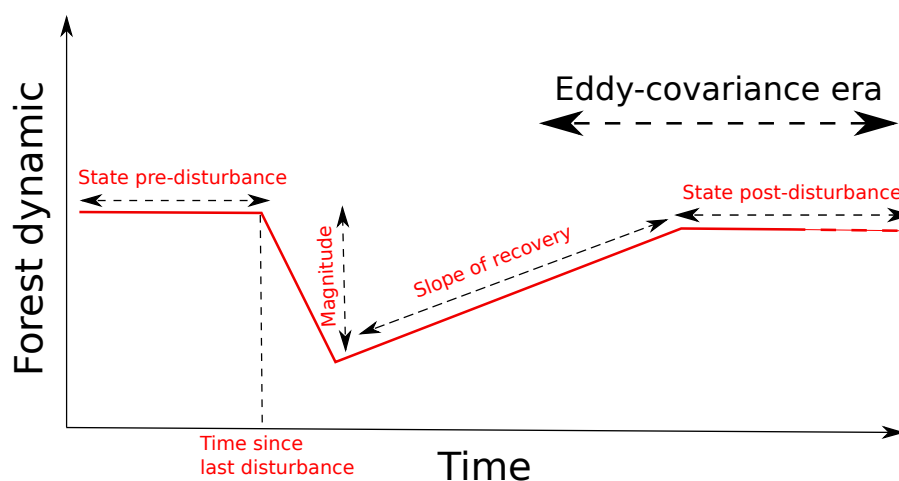 Eddy-covariance era
State pre-disturbance
State post-disturbance
Forest dynamic
Magnitude
Slope of recovery
Time since
last disturbance
Time